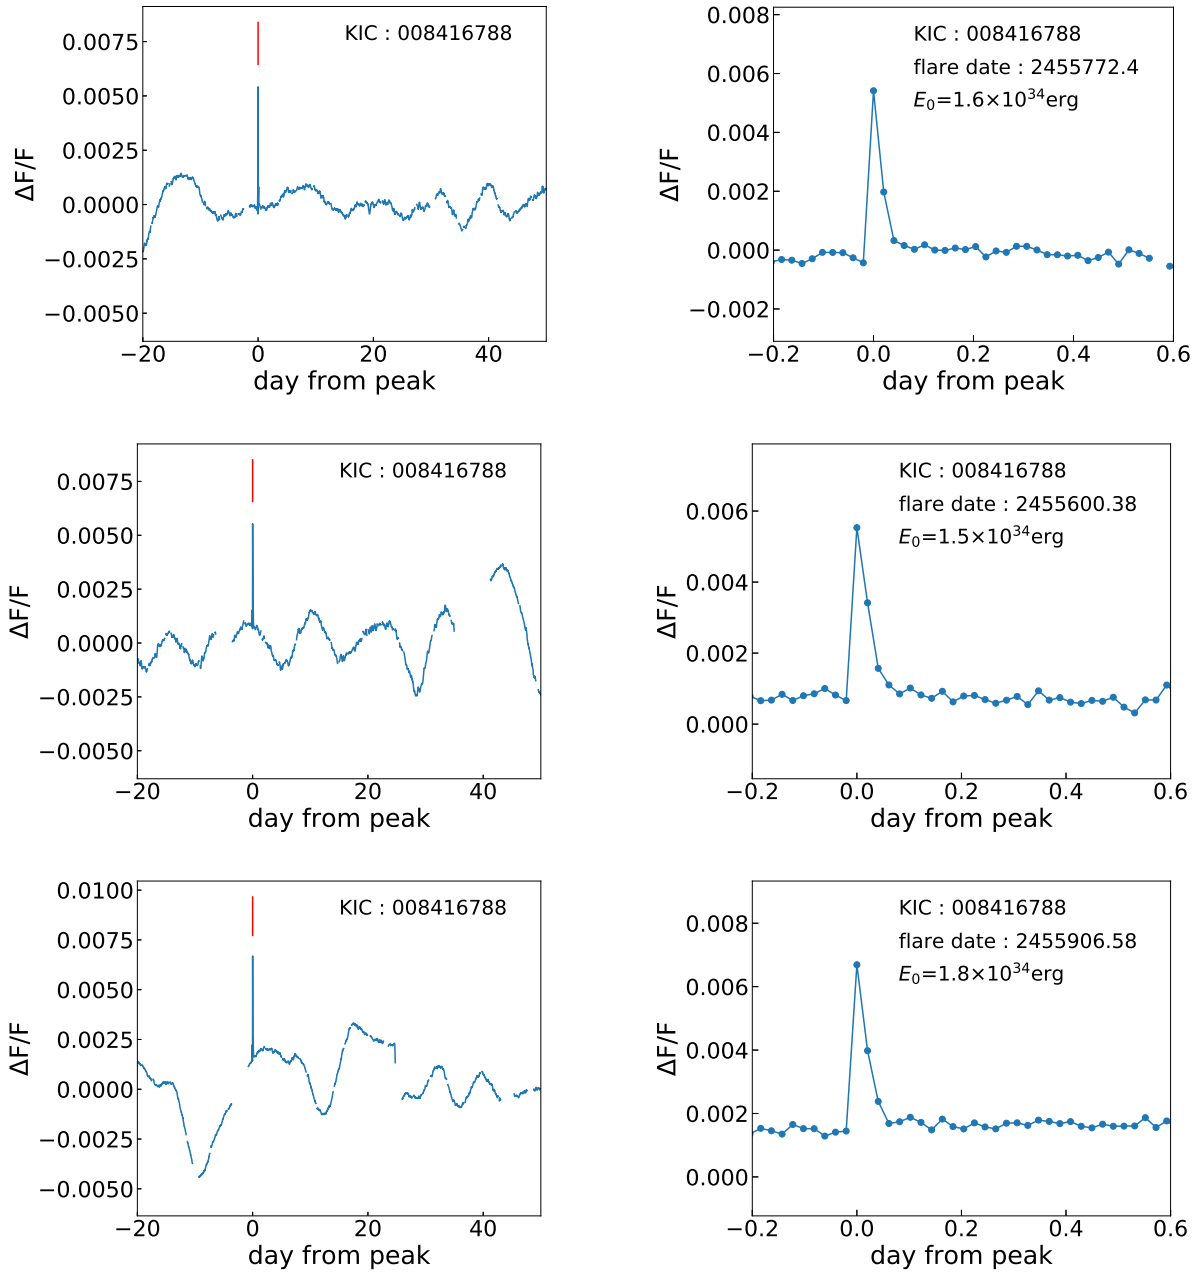 0.0075
0.0050
0.0025
0.0000
−0.0025
−0.0050
ΔF/F
KIC : 008416788
−20 0 20 40
day from peak
0.008
0.006
0.004
0.002
0.000
−0.002
ΔF/F
KIC : 008416788
flare date : 2455772.4
E₀=1.6×10³⁴erg
−0.2 0.0 0.2 0.4 0.6
day from peak
0.0075
0.0050
0.0025
0.0000
−0.0025
−0.0050
ΔF/F
KIC : 008416788
−20 0 20 40
day from peak
0.006
0.004
0.002
0.000
ΔF/F
KIC : 008416788
flare date : 2455600.38
E₀=1.5×10³⁴erg
−0.2 0.0 0.2 0.4 0.6
day from peak
0.0100
0.0075
0.0050
0.0025
0.0000
−0.0025
−0.0050
ΔF/F
KIC : 008416788
−20 0 20 40
day from peak
0.008
0.006
0.004
0.002
0.000
ΔF/F
KIC : 008416788
flare date : 2455906.58
E₀=1.8×10³⁴erg
−0.2 0.0 0.2 0.4 0.6
day from peak